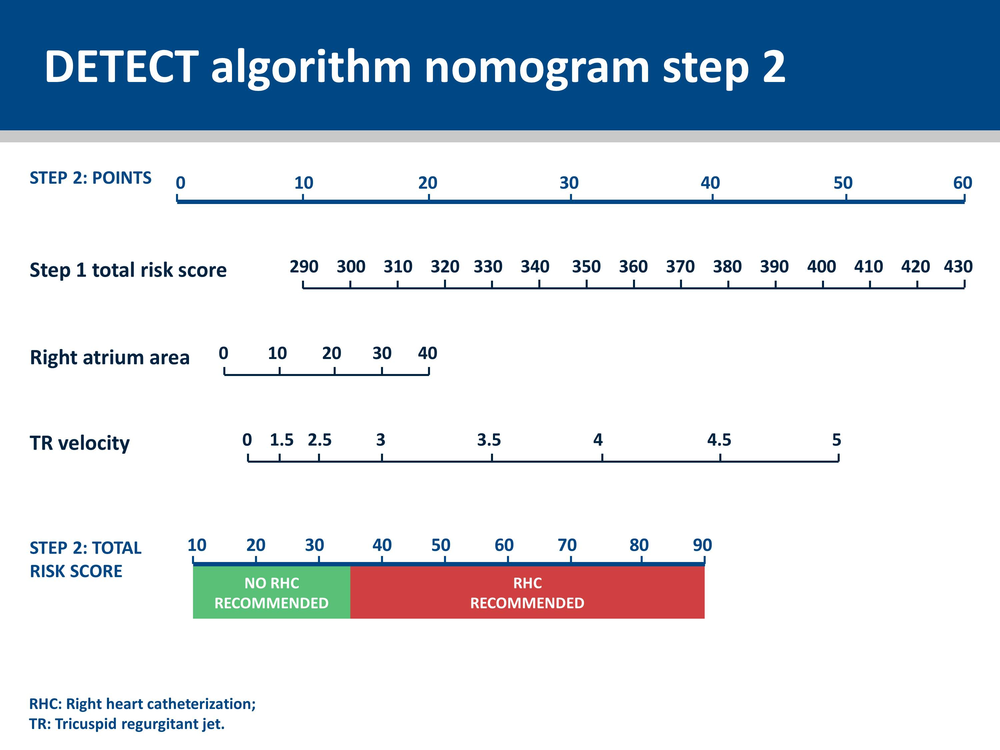 DETECT algorithm nomogram step 2
STEP 2: POINTS 0 10 20 30 40 50 60
Step 1 total risk score 290 300 310 320 330 340 350 360 370 380 390 400 410 420 430
Right atrium area 0 10 20 30 40
TR velocity 0 1.5 2.5 3 3.5 4 4.5 5
STEP 2: TOTAL 10 20 30 40 50 60 70 80 90
RISK SCORE
NO RHC RHC
RECOMMENDED RECOMMENDED
RHC: Right heart catheterization;
TR: Tricuspid regurgitant jet.